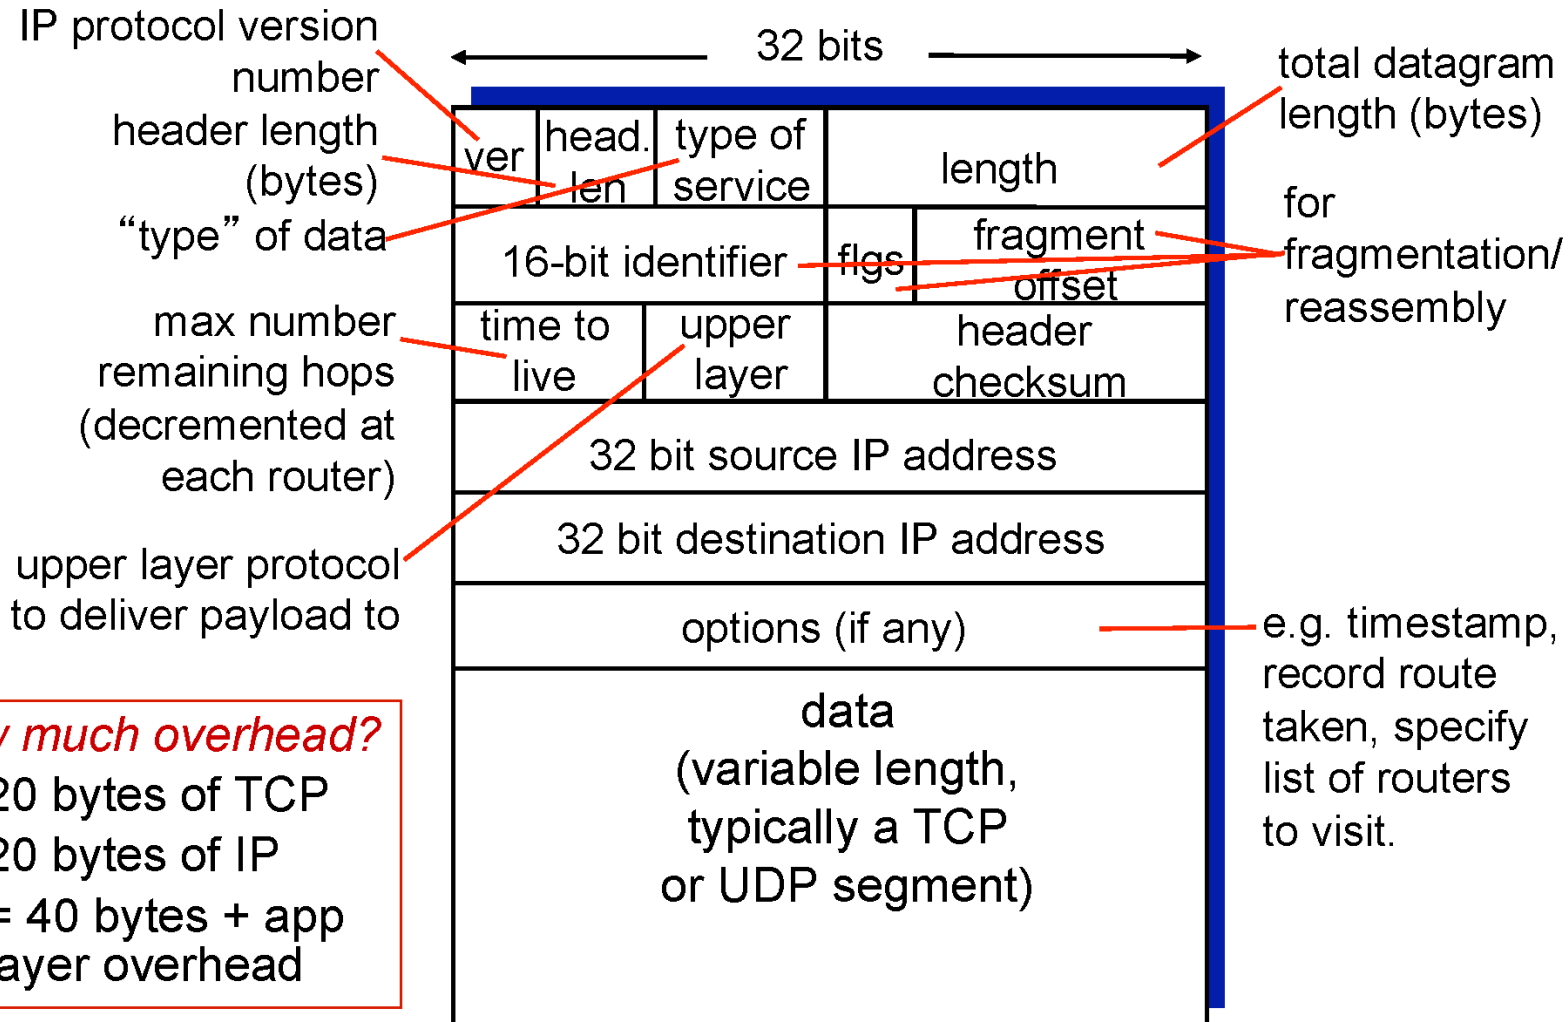 IP protocol version
number
header length
(bytes)
“type” of data
max number
remaining hops
(decremented at
each router)
upper layer protocol
to deliver payload to
much overhead?
20 bytes of TCP
20 bytes of IP
= 40 bytes + app
overhead
32 bits
ver
head.
len
type of
service
length
16-bit identifier
flgs
fragment
offset
time to
live
upper
layer
header
checksum
32 bit source IP address
32 bit destination IP address
options (if any)
data
(variable length,
typically a TCP
or UDP segment)
total datagram
length (bytes)
for
fragmentation/
reassembly
e.g. timestamp,
record route
taken, specify
list of routers
to visit.